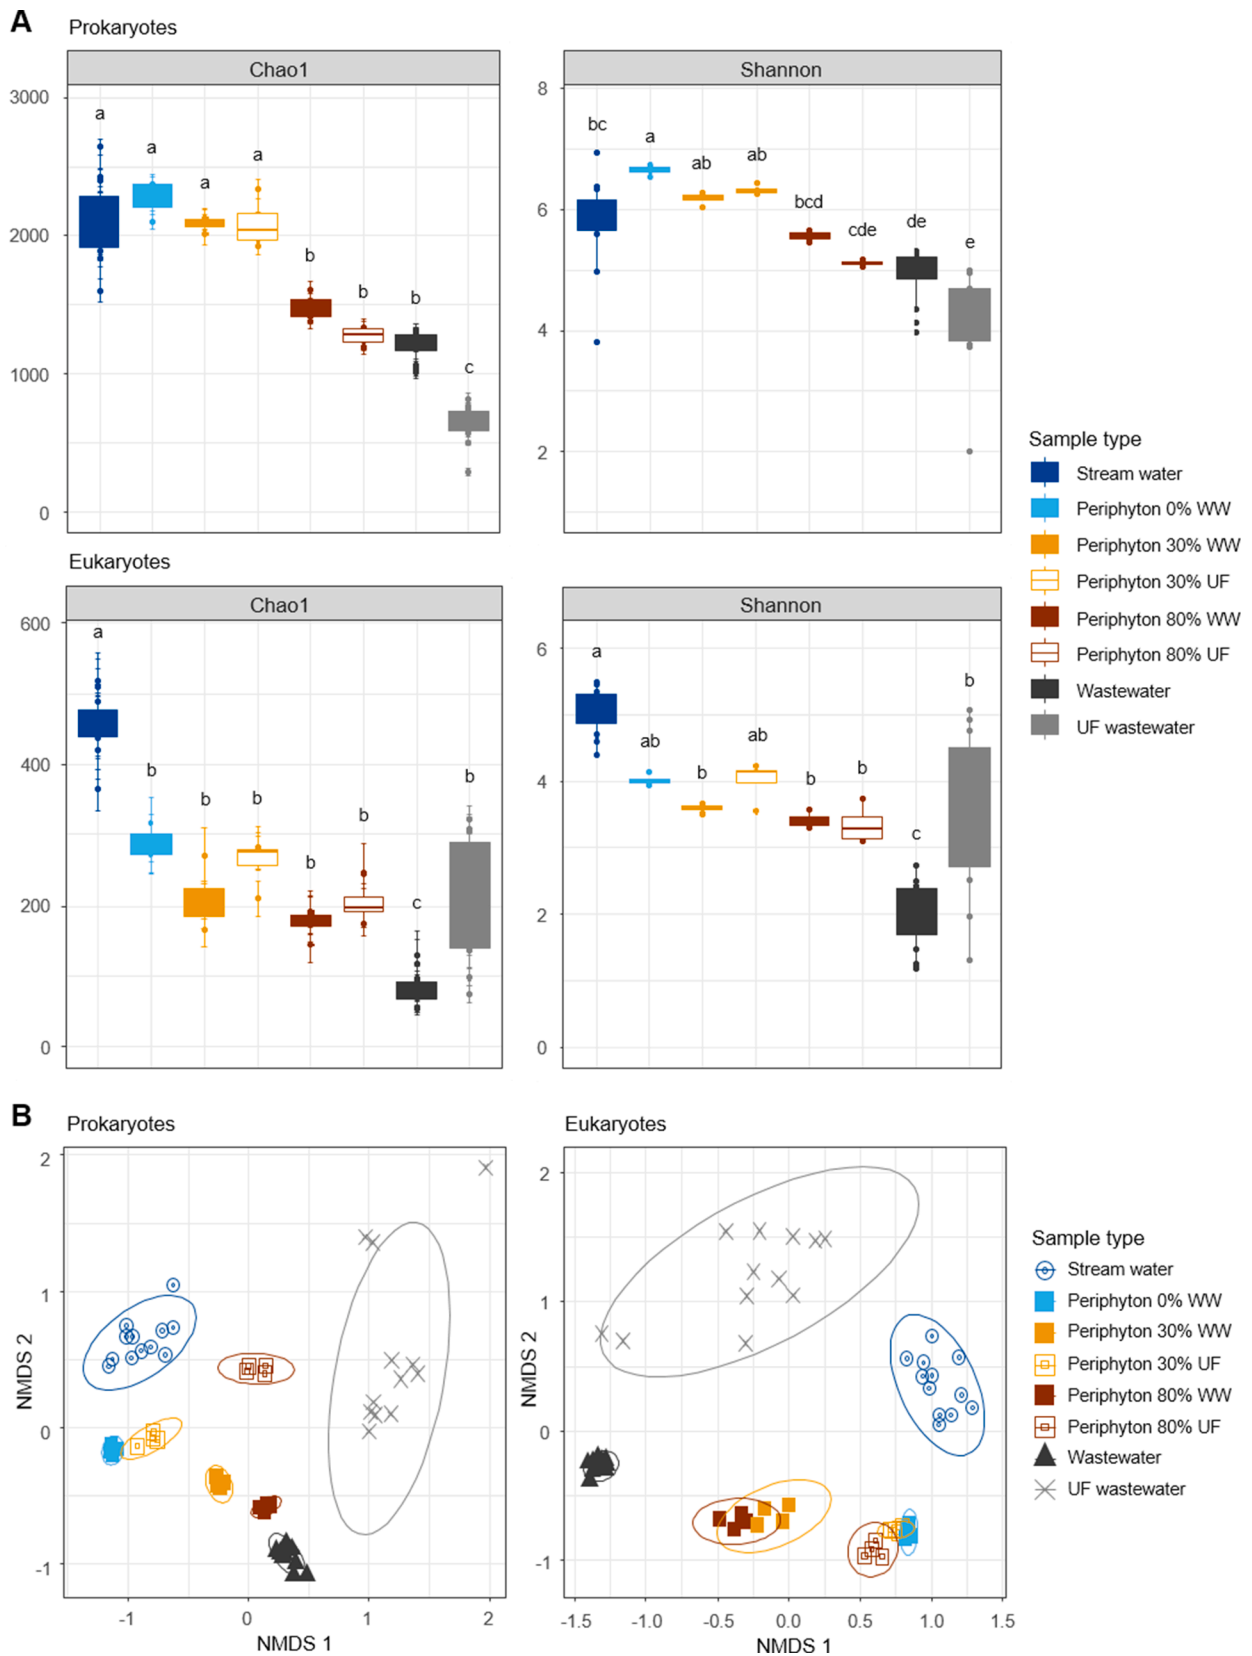 A
Prokaryotes
Chao1
Shannon
3000
2000
1000
0
a
a
a
a
b
b
b
c
8
6
4
2
bc
a
ab
ab
bcd
cde
de
e
Sample type
Stream water
Periphyton 0% WW
Periphyton 30% WW
Periphyton 30% UF
Periphyton 80% WW
Periphyton 80% UF
Wastewater
UF wastewater
Eukaryotes
Chao1
Shannon
600
400
200
0
a
b
b
b
b
b
c
b
6
4
2
0
a
ab
b
ab
b
b
c
b
B
Prokaryotes
Eukaryotes
NMDS 2
2
1
0
-1
-1
0
1
2
NMDS 1
NMDS 2
2
1
0
-1
-1.5
-1.0
-0.5
0.0
0.5
1.0
1.5
NMDS 1
Sample type
Stream water
Periphyton 0% WW
Periphyton 30% WW
Periphyton 30% UF
Periphyton 80% WW
Periphyton 80% UF
Wastewater
UF wastewater